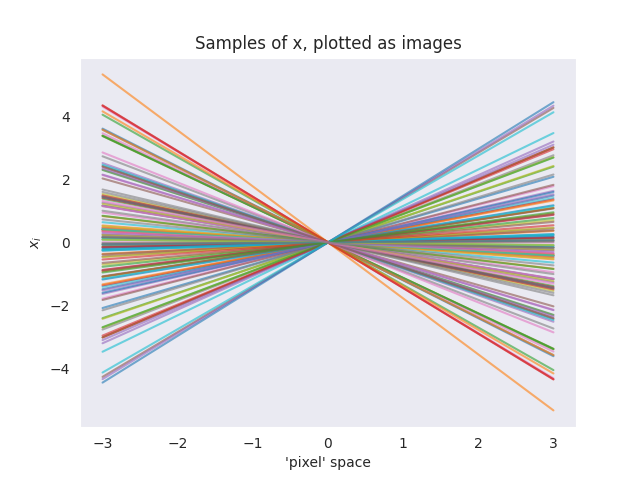 Samples of x, plotted as images
4
2
0
−2
−4
xᵢ
−3 −2 −1 0 1 2 3
'pixel' space